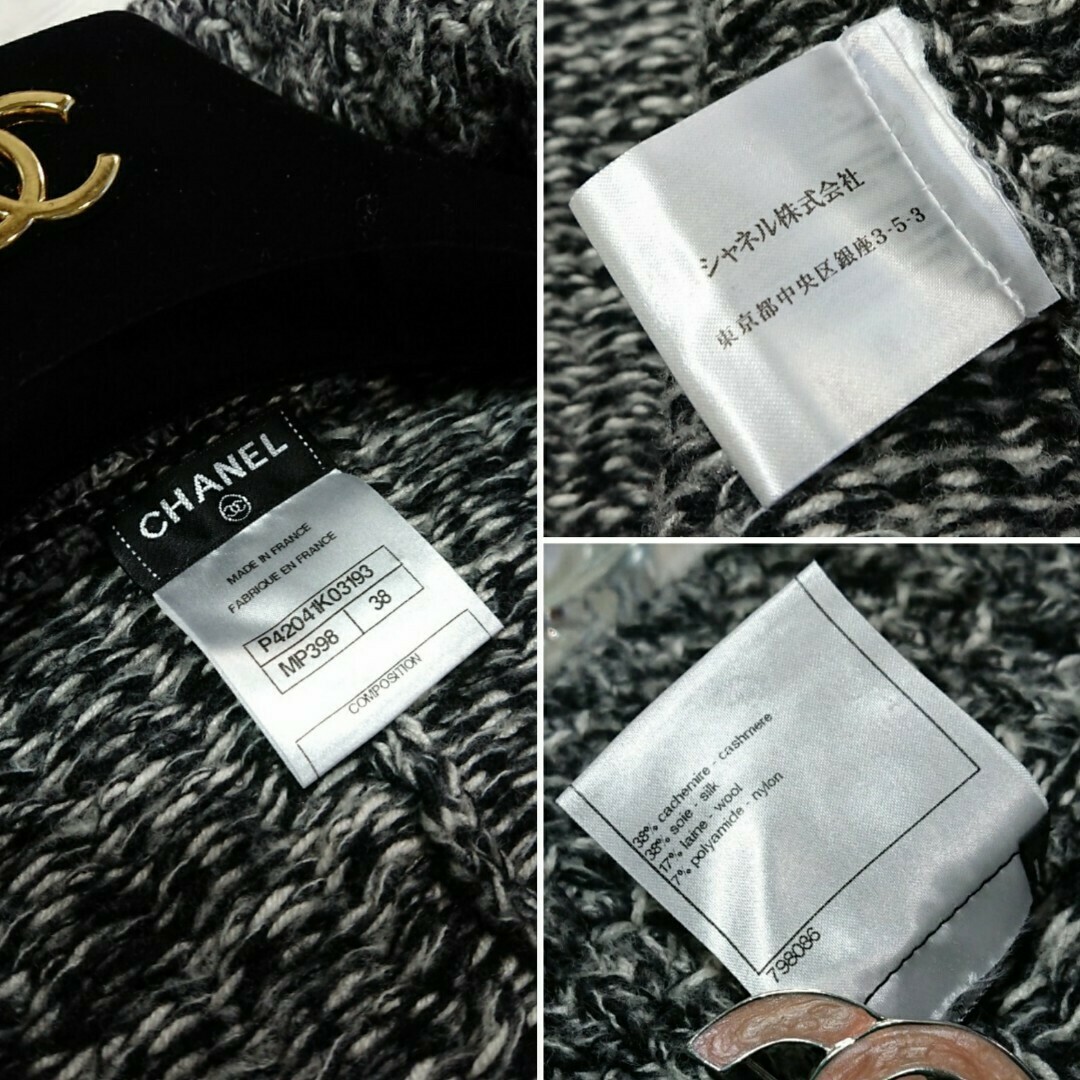 CHANEL
MADE IN FRANCE
FABRIQUE EN FRANCE
P42041K03193
MP398 38
COMPOSITION
シャネル株式会社
東京都中央区銀座3-5-3
38% cachemire - cashmere
38% soie - silk
17% laine - wool
7% polyamide - nylon
798086